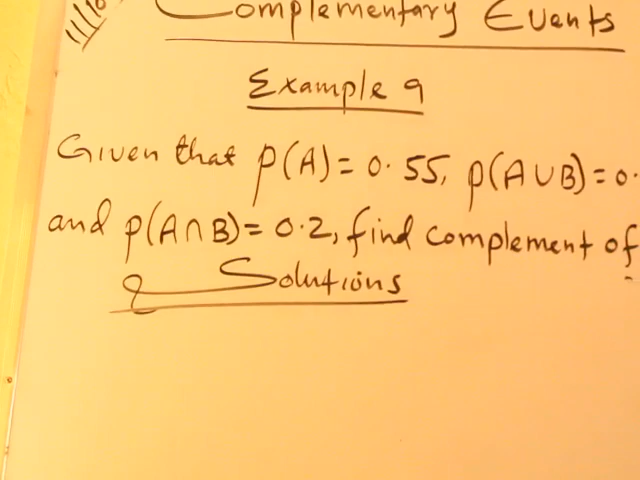 Complementary Events
Example 9
Given that p(A) = 0.55, p(A∪B) = 0.
and p(A∩B) = 0.2, find complement of
Solutions